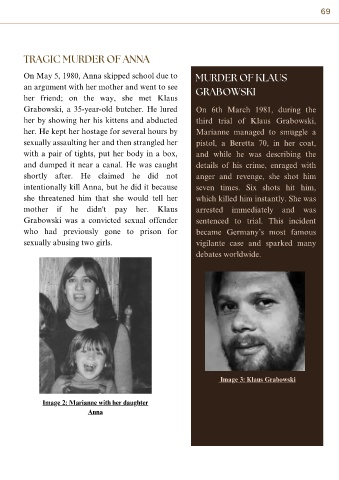 69
TRAGIC MURDER OF ANNA
On May 5, 1980, Anna skipped school due to
an argument with her mother and went to see
her friend; on the way, she met Klaus
Grabowski, a 35-year-old butcher. He lured
her by showing her his kittens and abducted
her. He kept her hostage for several hours by
sexually assaulting her and then strangled her
with a pair of tights, put her body in a box,
and dumped it near a canal. He was caught
shortly after. He claimed he did not
intentionally kill Anna, but he did it because
she threatened him that she would tell her
mother if he didn't pay her. Klaus
Grabowski was a convicted sexual offender
who had previously gone to prison for
sexually abusing two girls.
Image 2: Marianne with her daughter
Anna
MURDER OF KLAUS
GRABOWSKI
On 6th March 1981, during the
third trial of Klaus Grabowski,
Marianne managed to smuggle a
pistol, a Beretta 70, in her coat,
and while he was describing the
details of his crime, enraged with
anger and revenge, she shot him
seven times. Six shots hit him,
which killed him instantly. She was
arrested immediately and was
sentenced to trial. This incident
became Germany's most famous
vigilante case and sparked many
debates worldwide.
Image 3: Klaus Grabowski